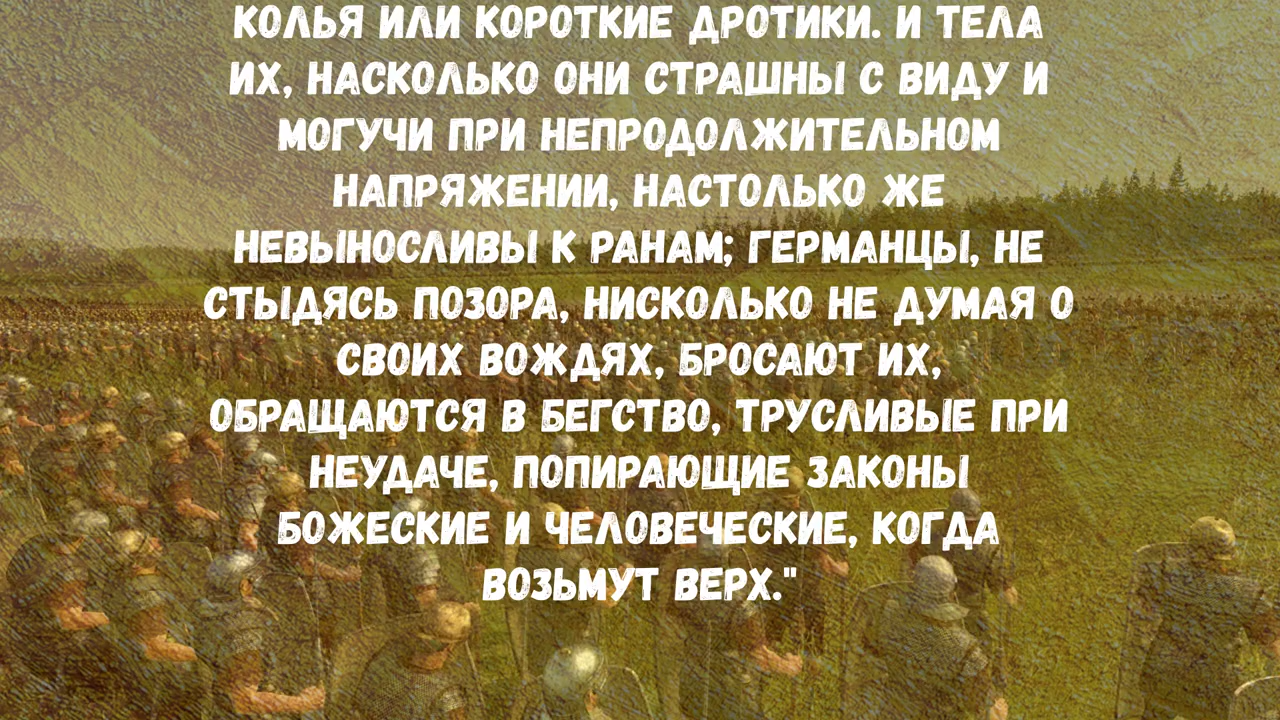 КОЛЬЯ ИЛИ КОРОТКИЕ ДРОТИКИ. И ТЕЛА
ИХ, НАСКОЛЬКО ОНИ СТРАШНЫ С ВИДУ И
МОГУЧИ ПРИ НЕПРОДОЛЖИТЕЛЬНОМ
НАПРЯЖЕНИИ, НАСТОЛЬКО ЖЕ
НЕВЫНОСЛИВЫ К РАНАМ; ГЕРМАНЦЫ, НЕ
СТЫДЯСЬ ПОЗОРА, НИСКОЛЬКО НЕ ДУМАЯ О
СВОИХ ВОЖДЯХ, БРОСАЮТ ИХ,
ОБРАЩАЮТСЯ В БЕГСТВО, ТРУСЛИВЫЕ ПРИ
НЕУДАЧЕ, ПОПИРАЮЩИЕ ЗАКОНЫ
БОЖЕСКИЕ И ЧЕЛОВЕЧЕСКИЕ, КОГДА
ВОЗЬМУТ ВЕРХ."